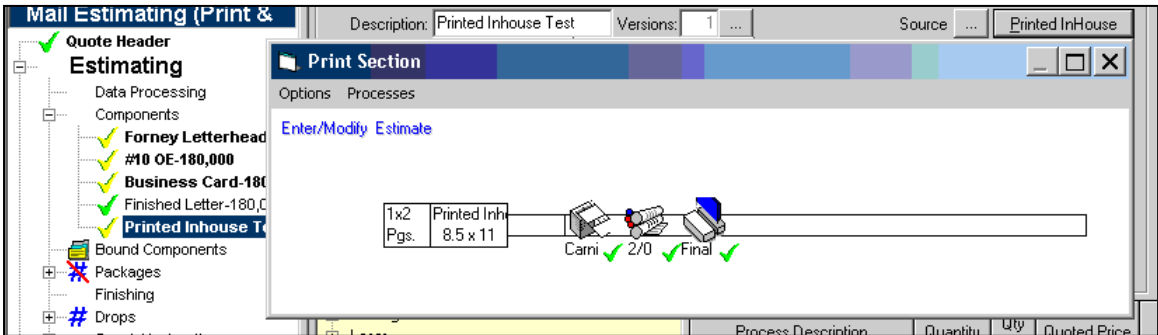 Mail Estimating (Print &
Description: Printed Inhouse Test Versions: 1 ... Source ... Printed InHouse
Quote Header
Estimating
Data Processing
Components
Forney Letterhead
#10 OE-180,000
Business Card-180
Finished Letter-180,0
Printed Inhouse Te
Bound Components
Packages
Finishing
Drops
Print Section
Options Processes
Enter/Modify Estimate
1x2 Printed Inh
Pgs. 8.5 x 11
Carni 2/0 Final
Process Description Quantity Qty Quoted Price